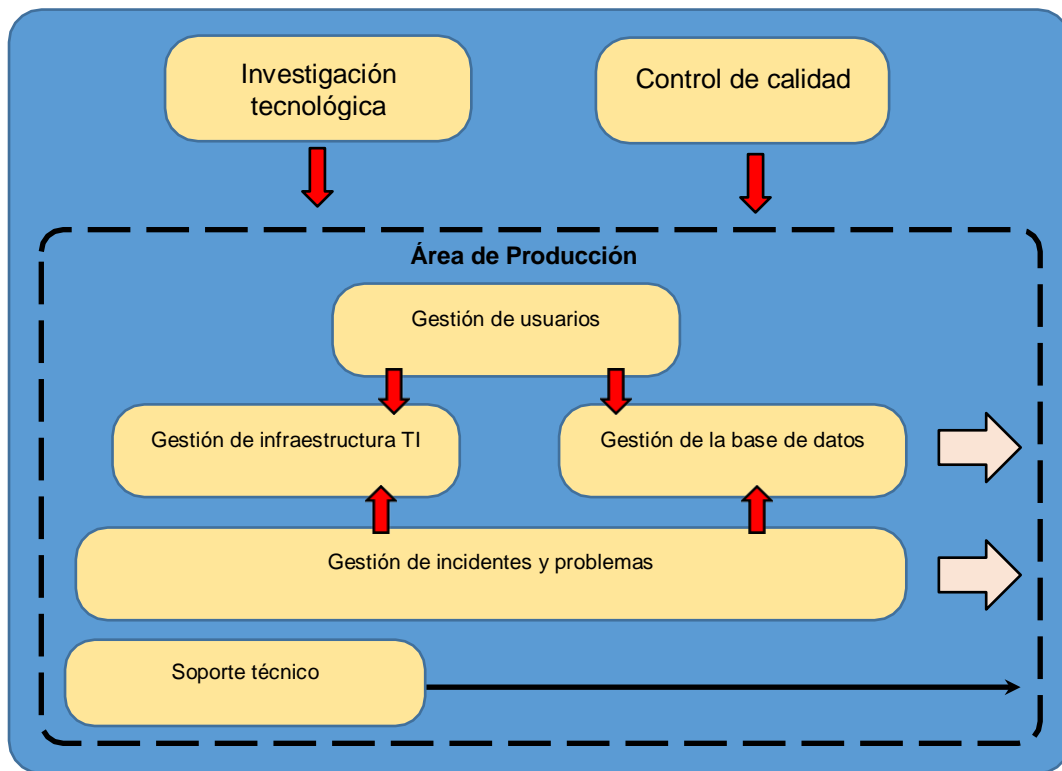 Investigación
tecnológica
Control de calidad
Área de Producción
Gestión de usuarios
Gestión de infraestructura TI
Gestión de la base de datos
Gestión de incidentes y problemas
Soporte técnico